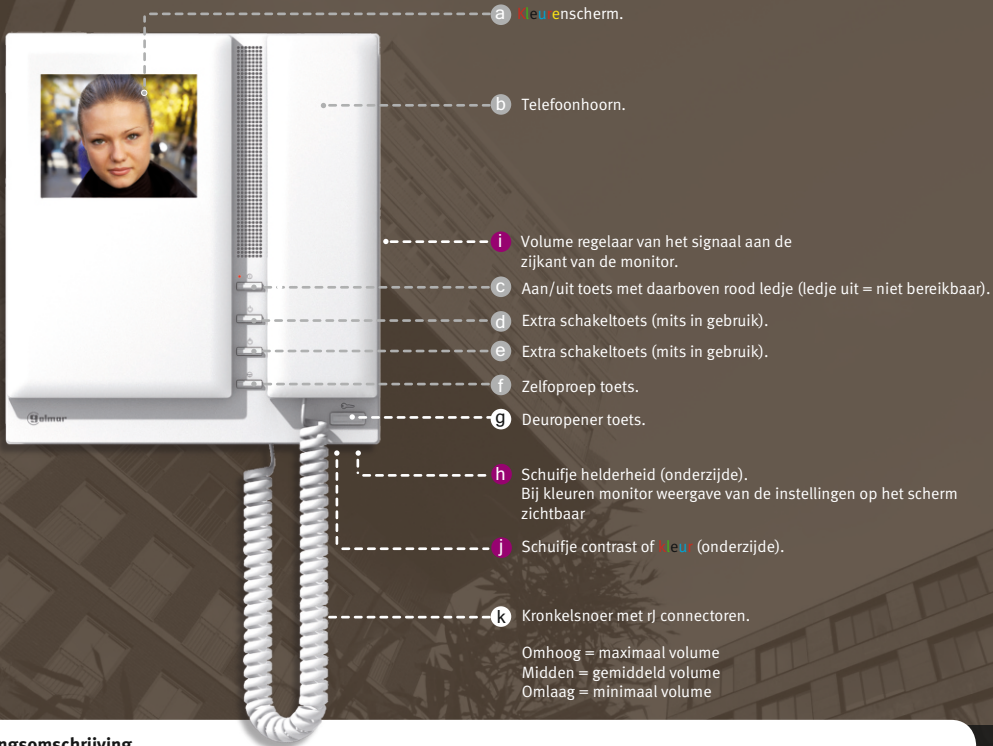 a kleurenscherm.
b Telefoonhoorn.
i Volume regelaar van het signaal aan de
zijkant van de monitor.
c Aan/uit toets met daarboven rood ledje (ledje uit = niet bereikbaar).
d Extra schakeltoets (mits in gebruik).
e Extra schakeltoets (mits in gebruik).
f Zelfoproep toets.
g Deuropener toets.
golmar
h Schuifje helderheid (onderzijde).
Bij kleuren monitor weergave van de instellingen op het scherm
zichtbaar
j Schuifje contrast of kleur (onderzijde).
k Kronkelsnoer met rJ connectoren.
Omhoog = maximaal volume
Midden = gemiddeld volume
Omlaag = minimaal volume
ngsomschrijving